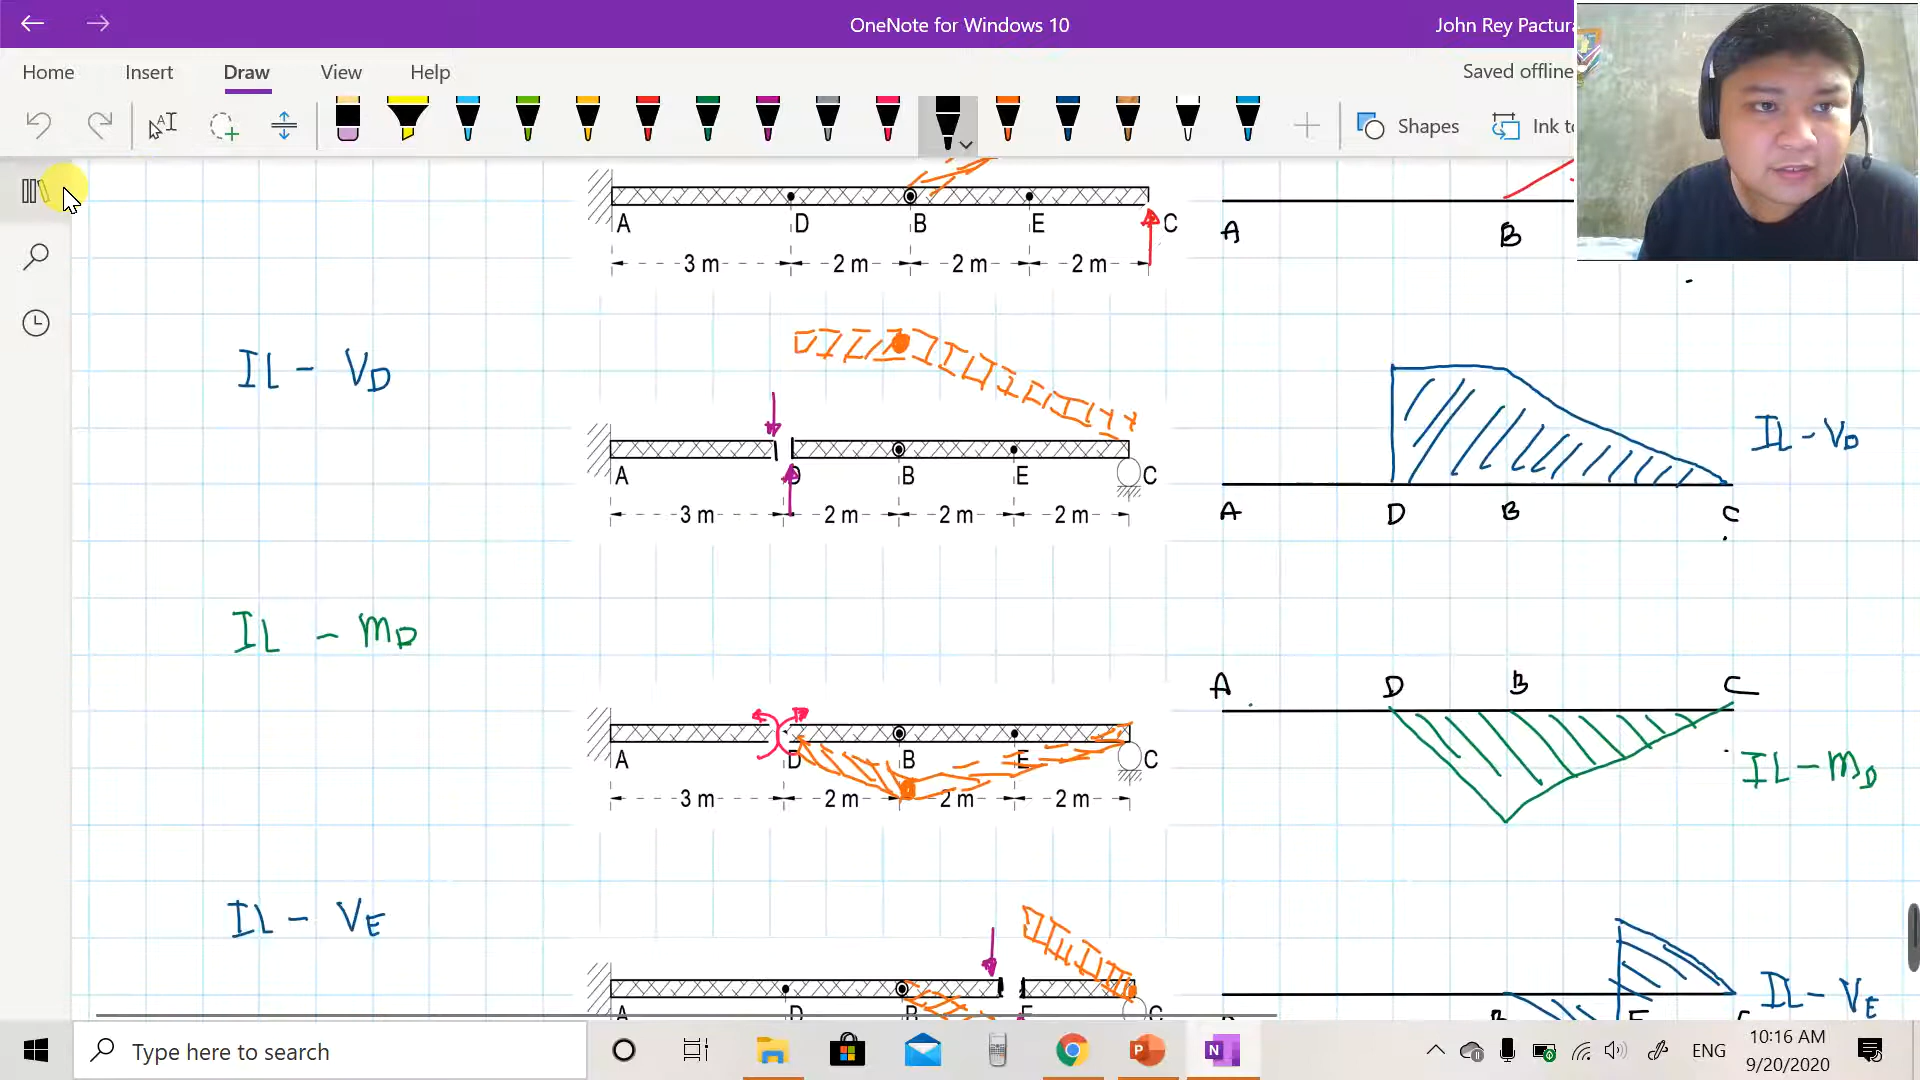 OneNote for Windows 10
John Rey Pactura
Home Insert Draw View Help
Saved offline
Shapes
Ink to
A D B E C
3 m 2 m 2 m 2 m
A B
IL - VD
A D B E C
3 m 2 m 2 m 2 m
IL - VD
A D B C
IL - MD
A D B E C
3 m 2 m 2 m 2 m
A D B C
IL - MD
IL - VE
A D B E C
IL - VE
B E C
Type here to search
ENG
10:16 AM
9/20/2020